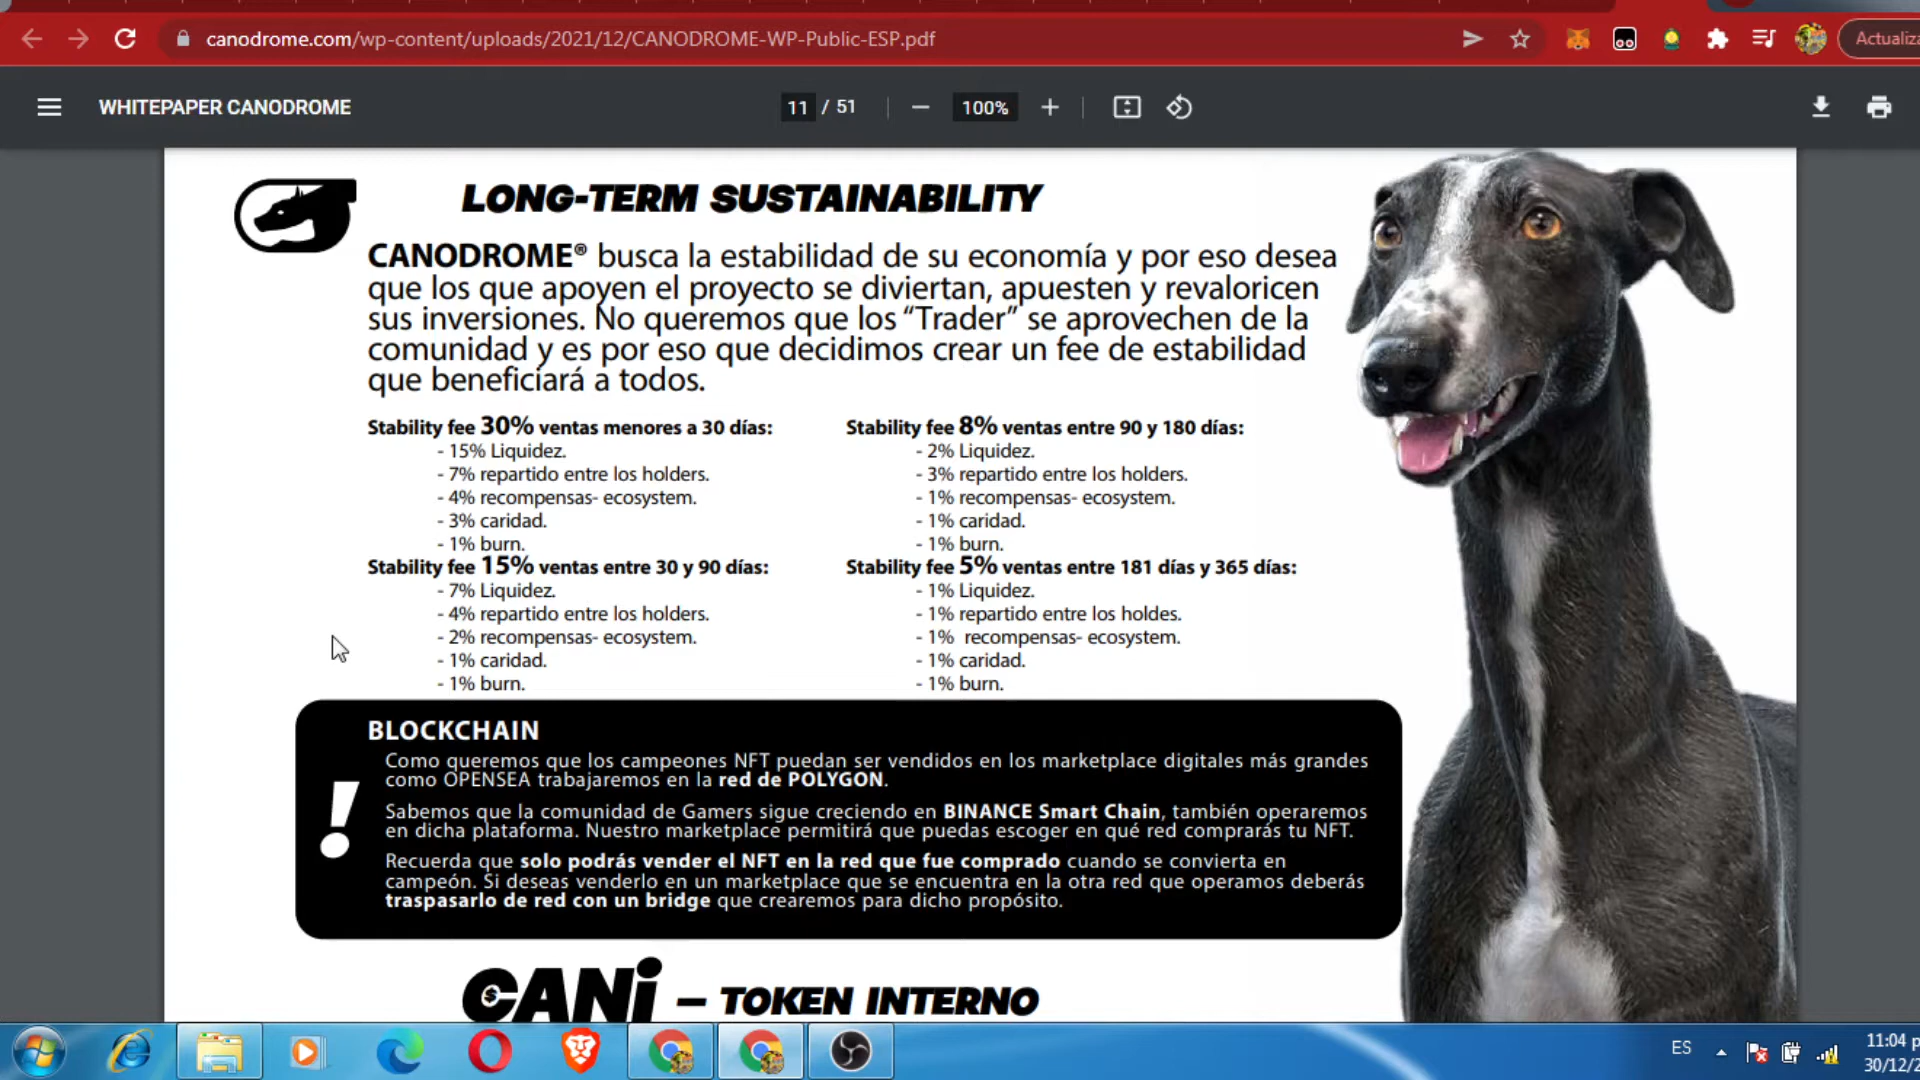 canodrome.com/wp-content/uploads/2021/12/CANODROME-WP-Public-ESP.pdf
Actualiza
WHITEPAPER CANODROME
11 / 51
100%
LONG-TERM SUSTAINABILITY
CANODROME® busca la estabilidad de su economía y por eso desea
que los que apoyen el proyecto se diviertan, apuesten y revaloricen
sus inversiones. No queremos que los “Trader” se aprovechen de la
comunidad y es por eso que decidimos crear un fee de estabilidad
que beneficiará a todos.
Stability fee 30% ventas menores a 30 días:
- 15% Liquidez.
- 7% repartido entre los holders.
- 4% recompensas- ecosystem.
- 3% caridad.
- 1% burn.
Stability fee 15% ventas entre 30 y 90 días:
- 7% Liquidez.
- 4% repartido entre los holders.
- 2% recompensas- ecosystem.
- 1% caridad.
- 1% burn.
Stability fee 8% ventas entre 90 y 180 días:
- 2% Liquidez.
- 3% repartido entre los holders.
- 1% recompensas- ecosystem.
- 1% caridad.
- 1% burn.
Stability fee 5% ventas entre 181 días y 365 días:
- 1% Liquidez.
- 1% repartido entre los holdes.
- 1% recompensas- ecosystem.
- 1% caridad.
- 1% burn.
BLOCKCHAIN
!
Como queremos que los campeones NFT puedan ser vendidos en los marketplace digitales más grandes
como OPENSEA trabajaremos en la red de POLYGON.
Sabemos que la comunidad de Gamers sigue creciendo en BINANCE Smart Chain, también operaremos
en dicha plataforma. Nuestro marketplace permitirá que puedas escoger en qué red comprarás tu NFT.
Recuerda que solo podrás vender el NFT en la red que fue comprado cuando se convierta en
campeón. Si deseas venderlo en un marketplace que se encuentra en la otra red que operamos deberás
traspasarlo de red con un bridge que crearemos para dicho propósito.
CANi – TOKEN INTERNO
ES
11:04 p
30/12/2